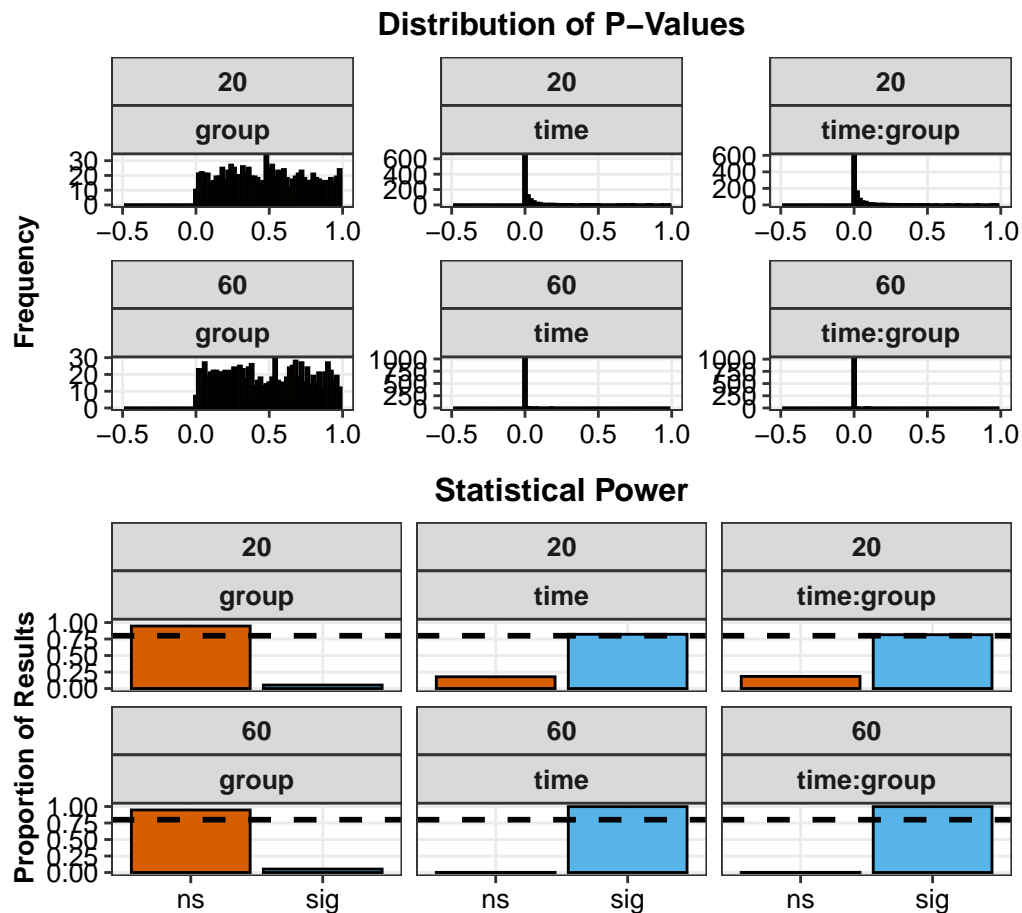 Distribution of P−Values
20 20 20
group time time:group
30 20 10 0
600 400 200 0
600 400 200 0
−0.5 0.0 0.5 1.0 −0.5 0.0 0.5 1.0 −0.5 0.0 0.5 1.0
Frequency
60 60 60
group time time:group
30 20 10 0
1000 750 500 250 0
1000 750 500 250 0
−0.5 0.0 0.5 1.0 −0.5 0.0 0.5 1.0 −0.5 0.0 0.5 1.0
Statistical Power
20 20 20
group time time:group
1.00 0.75 0.50 0.25 0.00
Proportion of Results
60 60 60
group time time:group
1.00 0.75 0.50 0.25 0.00
ns sig ns sig ns sig